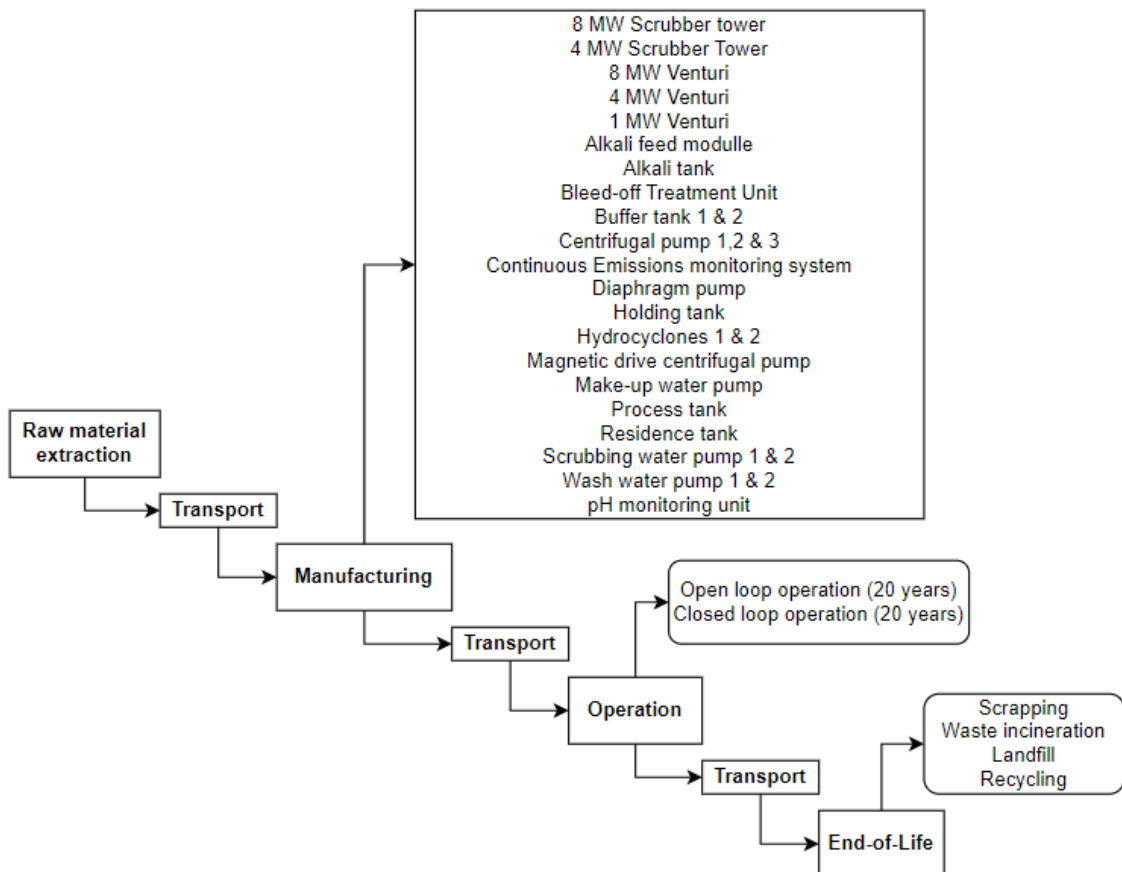 8 MW Scrubber tower
4 MW Scrubber Tower
8 MW Venturi
4 MW Venturi
1 MW Venturi
Alkali feed modulle
Alkali tank
Bleed-off Treatment Unit
Buffer tank 1 & 2
Centrifugal pump 1,2 & 3
Continuous Emissions monitoring system
Diaphragm pump
Holding tank
Hydrocyclones 1 & 2
Magnetic drive centrifugal pump
Make-up water pump
Process tank
Residence tank
Scrubbing water pump 1 & 2
Wash water pump 1 & 2
pH monitoring unit
Raw material
extraction
Transport
Manufacturing
Transport
Open loop operation (20 years)
Closed loop operation (20 years)
Operation
Transport
Scrapping
Waste incineration
Landfill
Recycling
End-of-Life